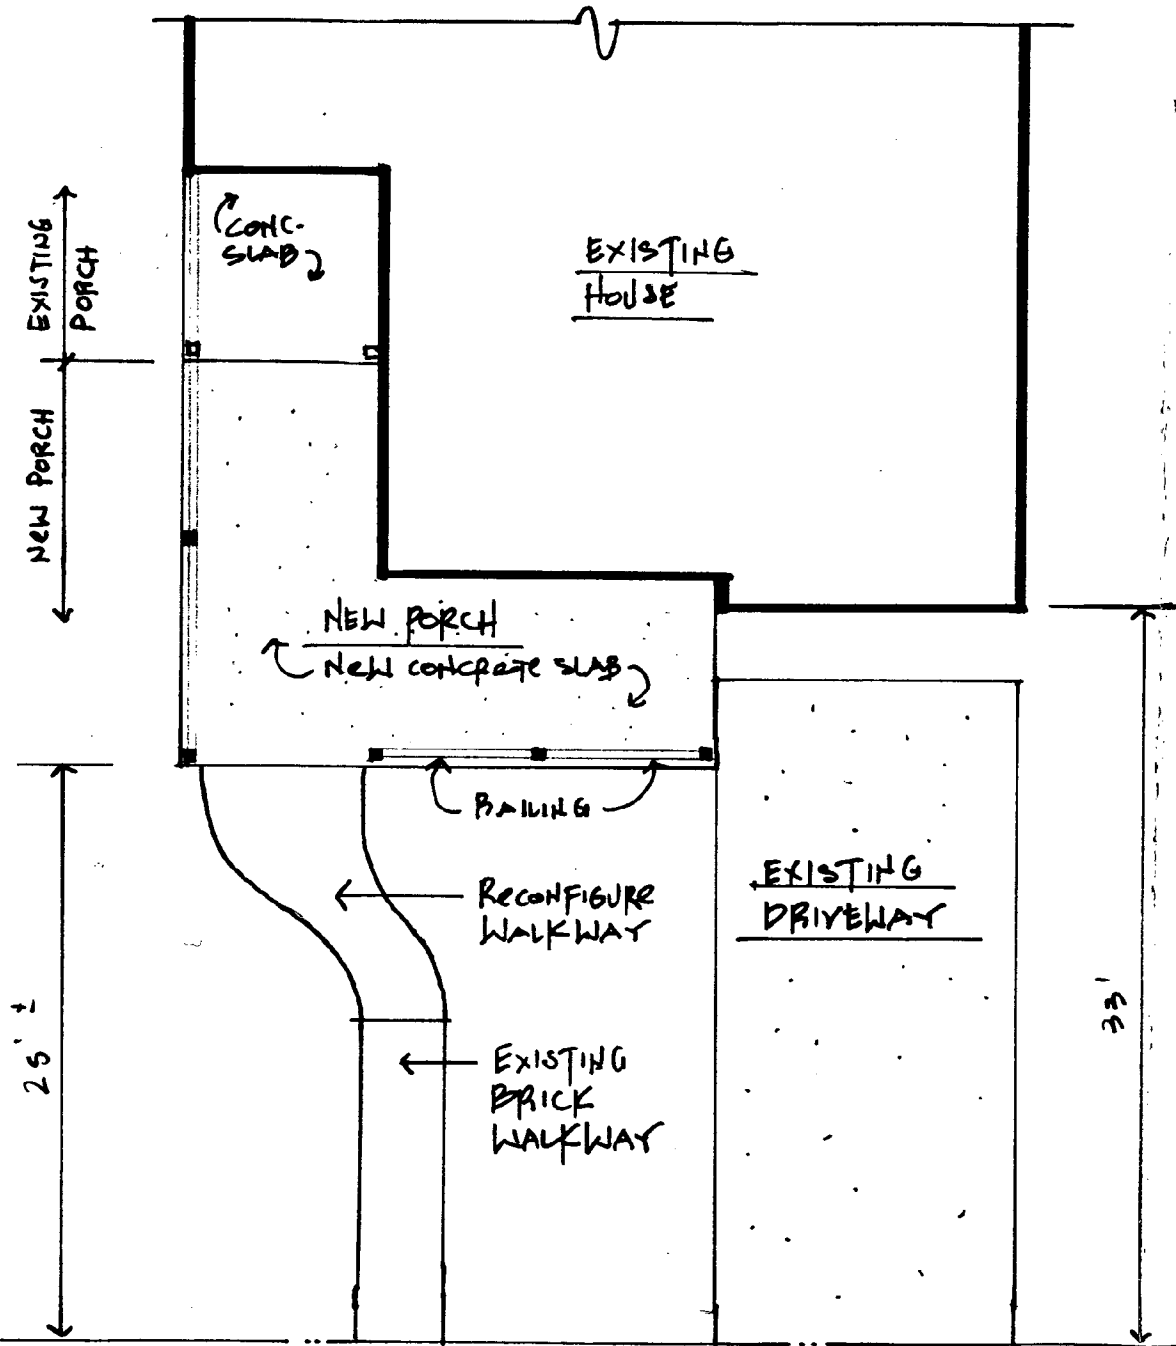 CONC.
SLAB
EXISTING
PORCH
EXISTING
HOUSE
NEW PORCH
NEW PORCH
NEW CONCRETE SLAB
RAILING
RECONFIGURE
WALKWAY
EXISTING
DRIVEWAY
25' ±
33'
EXISTING
BRICK
WALKWAY